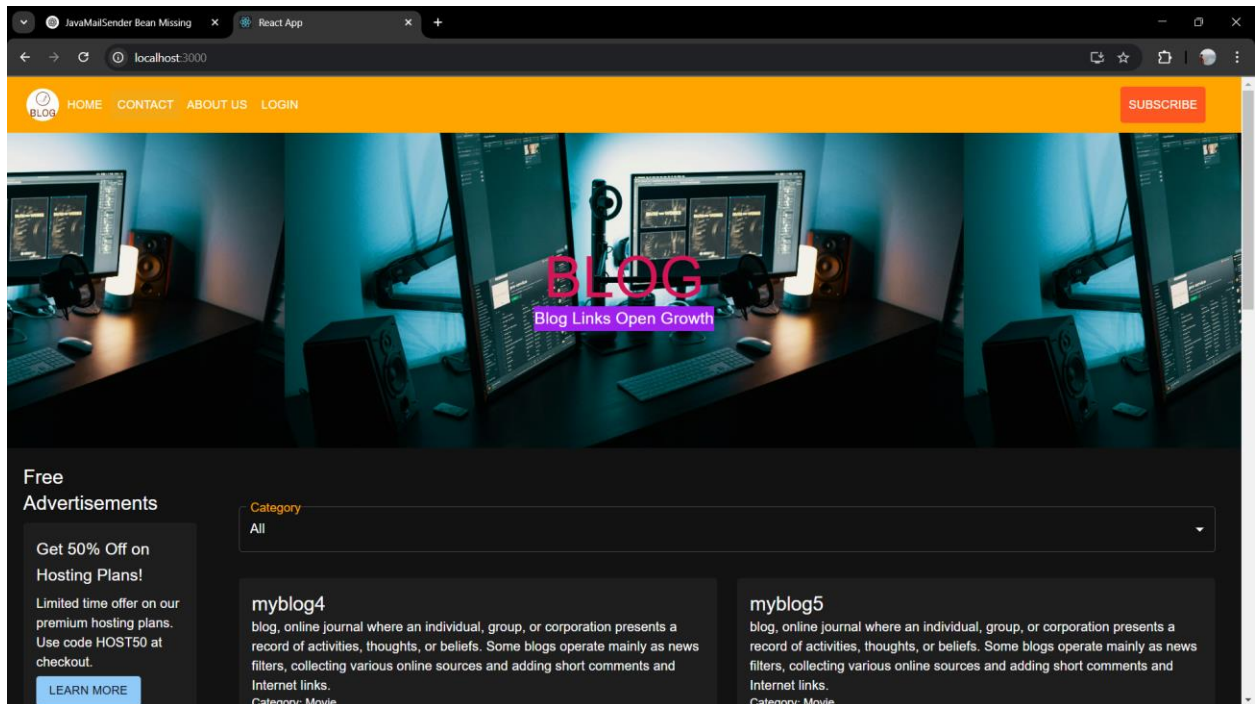 JavaMailSender Bean Missing
React App
localhost:3000
BLOG
HOME CONTACT ABOUT US LOGIN
SUBSCRIBE
BLOG
Blog Links Open Growth
Free
Advertisements
Get 50% Off on
Hosting Plans!
Limited time offer on our
premium hosting plans.
Use code HOST50 at
checkout.
LEARN MORE
Category
All
myblog4
blog, online journal where an individual, group, or corporation presents a
record of activities, thoughts, or beliefs. Some blogs operate mainly as news
filters, collecting various online sources and adding short comments and
Internet links.
Category: Movie
myblog5
blog, online journal where an individual, group, or corporation presents a
record of activities, thoughts, or beliefs. Some blogs operate mainly as news
filters, collecting various online sources and adding short comments and
Internet links.
Category: Movie